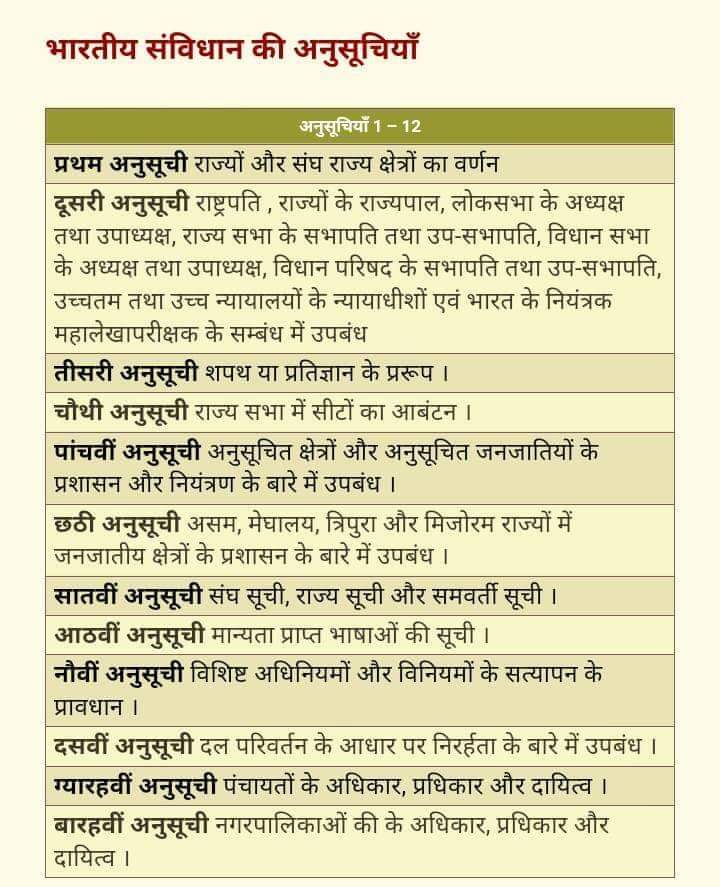 भारतीय संविधान की अनुसूचियाँ
अनुसूचियाँ 1 – 12
प्रथम अनुसूची राज्यों और संघ राज्य क्षेत्रों का वर्णन
दूसरी अनुसूची राष्ट्रपति , राज्यों के राज्यपाल, लोकसभा के अध्यक्ष
तथा उपाध्यक्ष, राज्य सभा के सभापति तथा उप-सभापति, विधान सभा
के अध्यक्ष तथा उपाध्यक्ष, विधान परिषद के सभापति तथा उप-सभापति,
उच्चतम तथा उच्च न्यायालयों के न्यायाधीशों एवं भारत के नियंत्रक
महालेखापरीक्षक के सम्बंध में उपबंध
तीसरी अनुसूची शपथ या प्रतिज्ञान के प्ररूप ।
चौथी अनुसूची राज्य सभा में सीटों का आबंटन ।
पांचवीं अनुसूची अनुसूचित क्षेत्रों और अनुसूचित जनजातियों के
प्रशासन और नियंत्रण के बारे में उपबंध ।
छठी अनुसूची असम, मेघालय, त्रिपुरा और मिजोरम राज्यों में
जनजातीय क्षेत्रों के प्रशासन के बारे में उपबंध ।
सातवीं अनुसूची संघ सूची, राज्य सूची और समवर्ती सूची ।
आठवीं अनुसूची मान्यता प्राप्त भाषाओं की सूची ।
नौवीं अनुसूची विशिष्ट अधिनियमों और विनियमों के सत्यापन के
प्रावधान ।
दसवीं अनुसूची दल परिवर्तन के आधार पर निरर्हता के बारे में उपबंध ।
ग्यारहवीं अनुसूची पंचायतों के अधिकार, प्रधिकार और दायित्व ।
बारहवीं अनुसूची नगरपालिकाओं की के अधिकार, प्रधिकार और
दायित्व ।